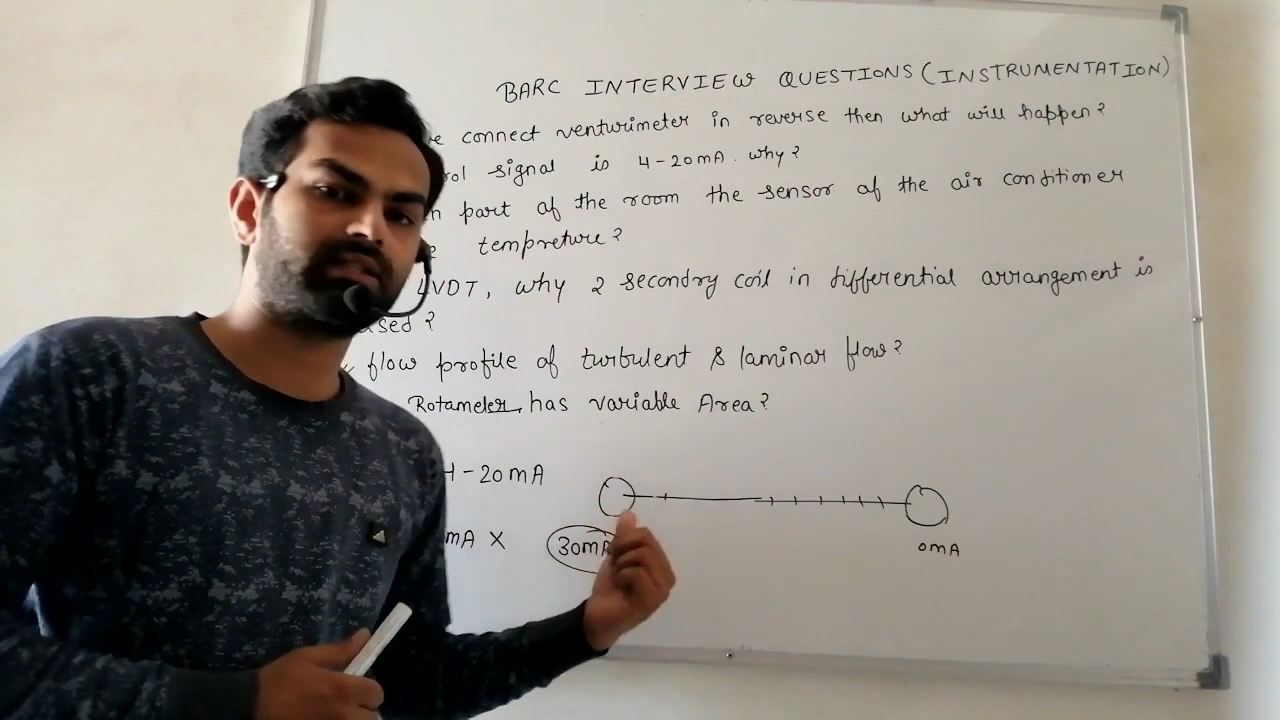 BARC INTERVIEW QUESTIONS (INSTRUMENTATION)
connect venturimeter in reverse then what will happen?
signal is 4-20mA. why?
part of the room the sensor of the air conditioner
tempreture?
LVDT, why 2 secondry coil in differential arrangement is
used?
flow profile of turbulent & laminar flow?
Rotameter has variable Area?
4-20mA
mA X 30mA 0mA